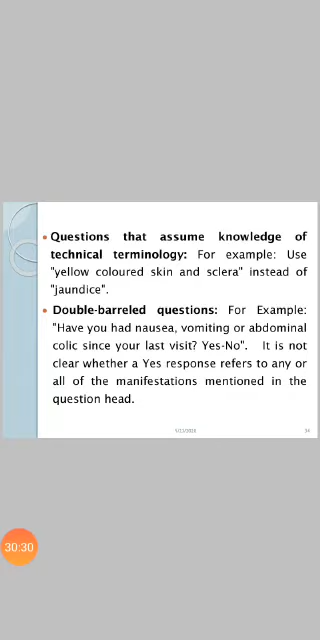 • Questions that assume knowledge of
technical terminology: For example: Use
"yellow coloured skin and sclera" instead of
"jaundice".
• Double-barreled questions: For Example:
"Have you had nausea, vomiting or abdominal
colic since your last visit? Yes-No". It is not
clear whether a Yes response refers to any or
all of the manifestations mentioned in the
question head.
34
30:30